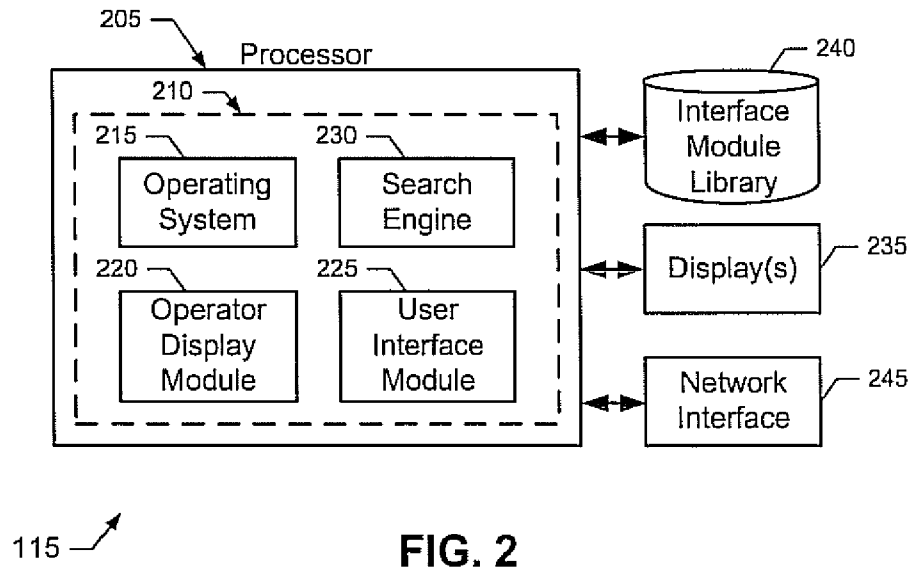 205
Processor
240
210
215
230
Interface
Module
Library
Operating
System
Search
Engine
235
Display(s)
220
225
Operator
Display
Module
User
Interface
Module
Network
Interface
245
115
FIG. 2